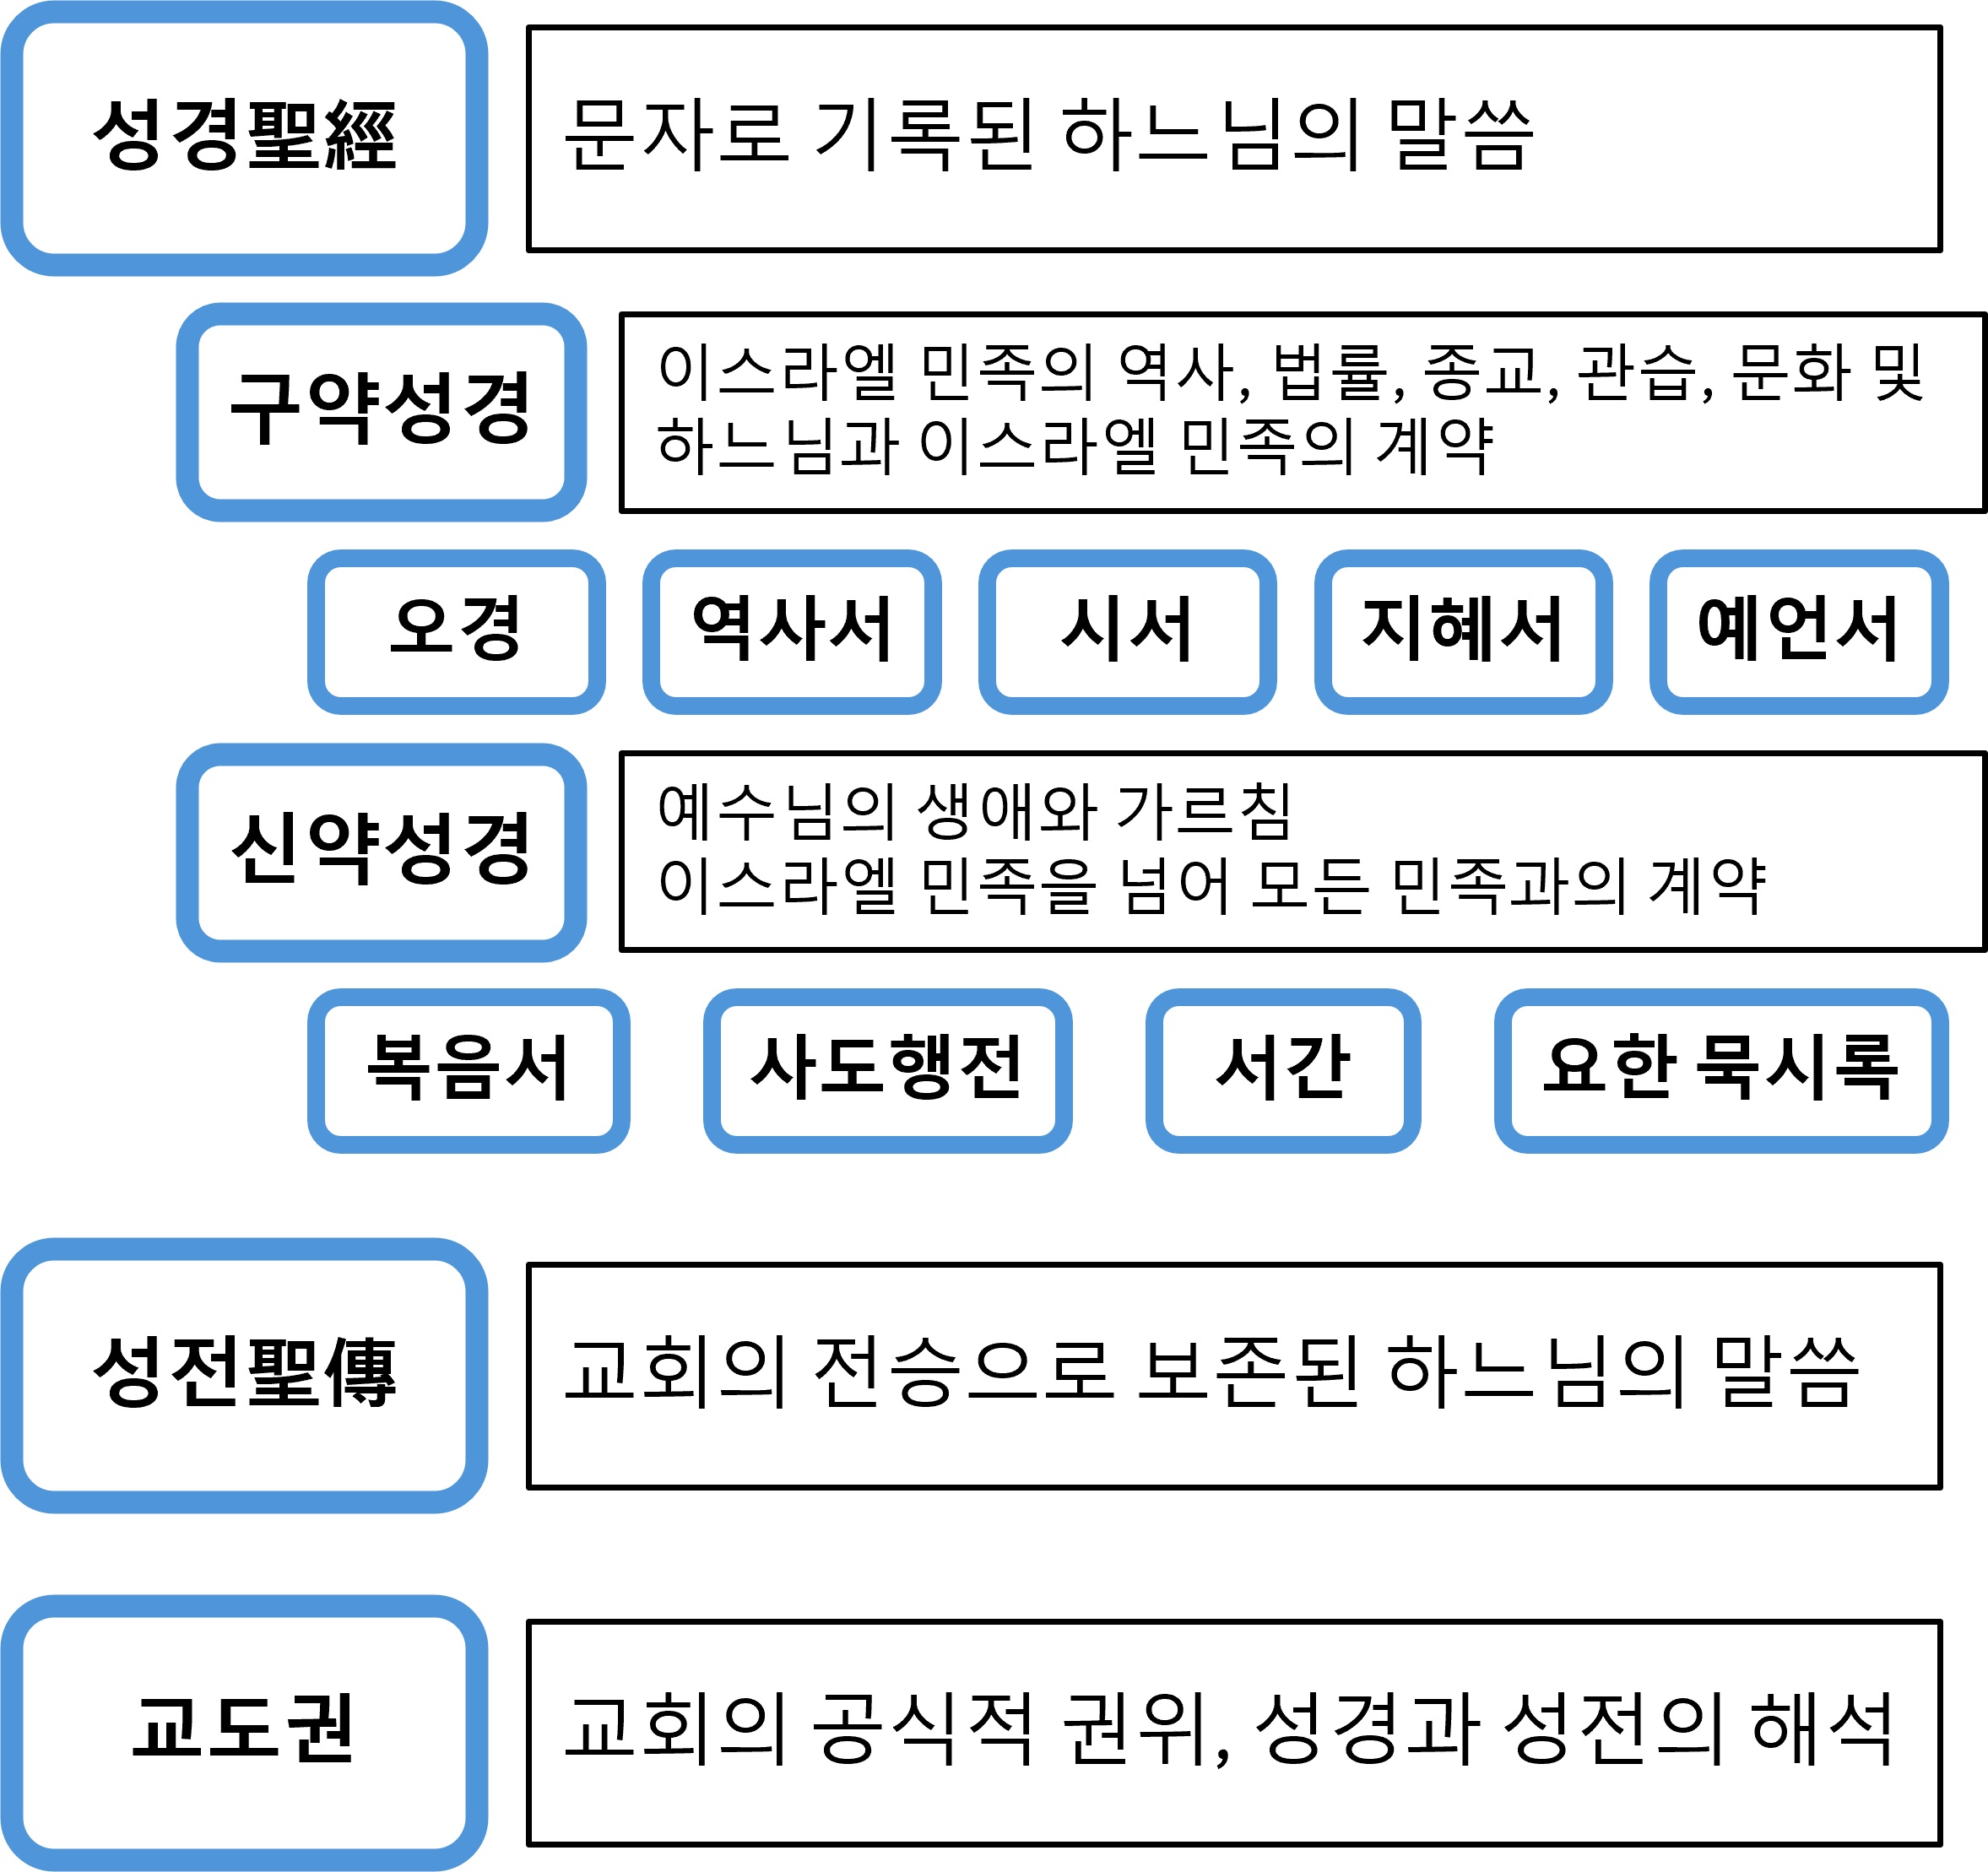 성경聖經
문자로 기록된 하느님의 말씀
구약성경
이스라엘 민족의 역사, 법률, 종교, 관습, 문화 및
하느님과 이스라엘 민족의 계약
오경
역사서
시서
지혜서
예언서
신약성경
예수님의 생애와 가르침
이스라엘 민족을 넘어 모든 민족과의 계약
복음서
사도행전
서간
요한 묵시록
성전聖傳
교회의 전승으로 보존된 하느님의 말씀
교도권
교회의 공식적 권위, 성경과 성전의 해석